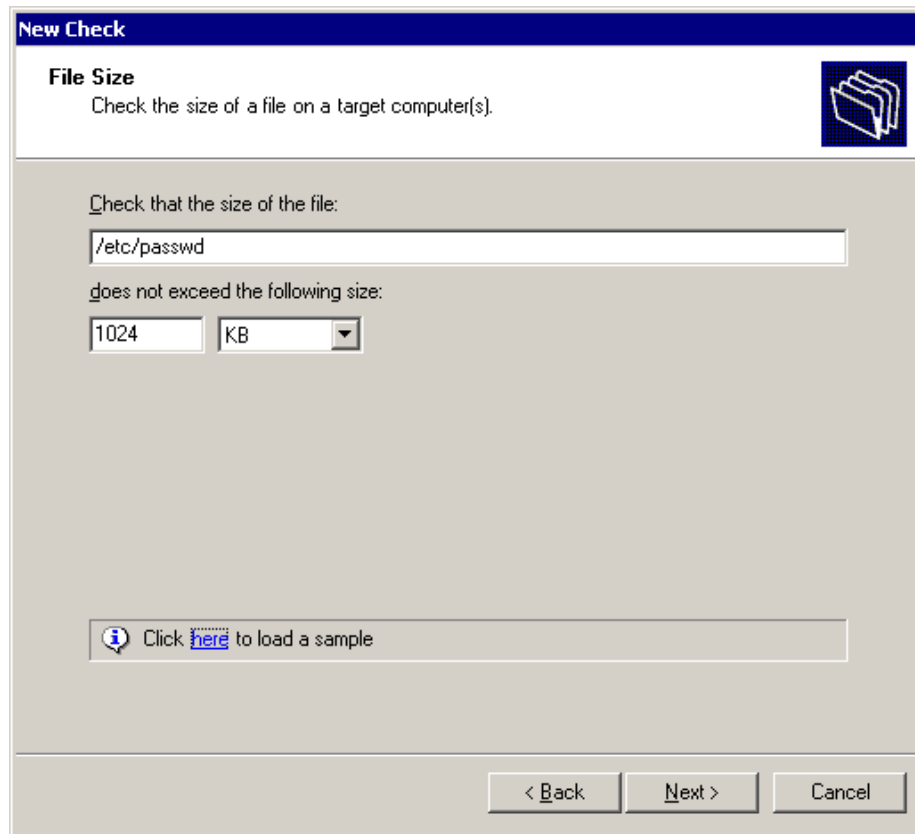 New Check
File Size
Check the size of a file on a target computer(s).
Check that the size of the file:
/etc/passwd
does not exceed the following size:
1024 KB
Click here to load a sample
< Back Next > Cancel